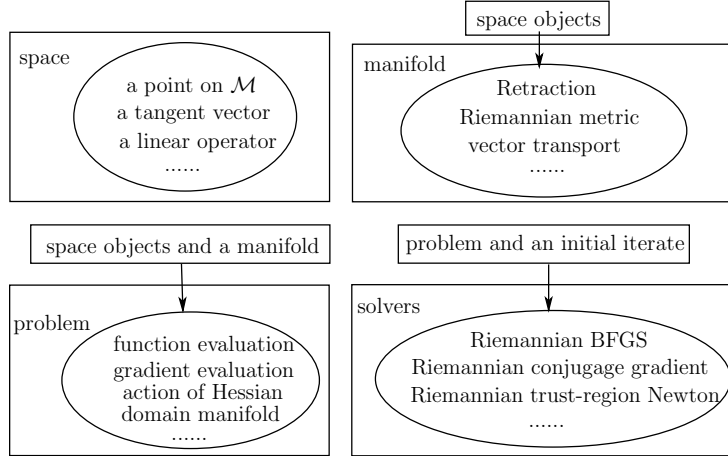 space
a point on ℳ
a tangent vector
a linear operator
......
space objects
manifold
Retraction
Riemannian metric
vector transport
......
space objects and a manifold
problem
function evaluation
gradient evaluation
action of Hessian
domain manifold
......
problem and an initial iterate
solvers
Riemannian BFGS
Riemannian conjugage gradient
Riemannian trust-region Newton
......